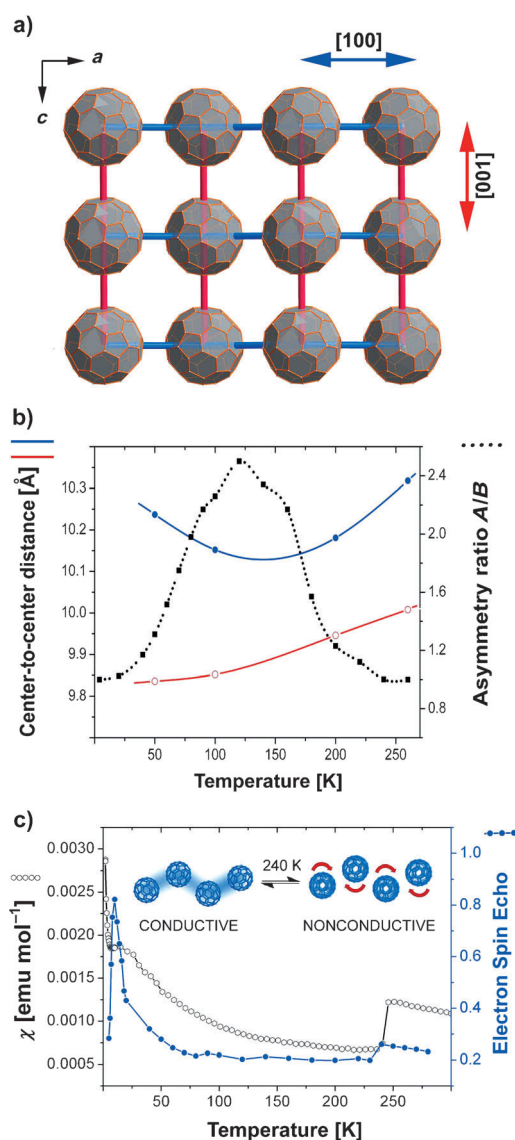 a)
[100]
a
c
[001]
b)
Center-to-center distance [Å]
10.3
10.2
10.1
10.0
9.9
9.8
2.4
2.0
1.6
1.2
0.8
Asymmetry ratio A/B
0 50 100 150 200 250
Temperature [K]
c)
χ [emu mol⁻¹]
0.0030
0.0025
0.0020
0.0015
0.0010
0.0005
240 K
CONDUCTIVE
NONCONDUCTIVE
1.0
0.8
0.6
0.4
0.2
Electron Spin Echo
0 50 100 150 200 250 300
Temperature [K]